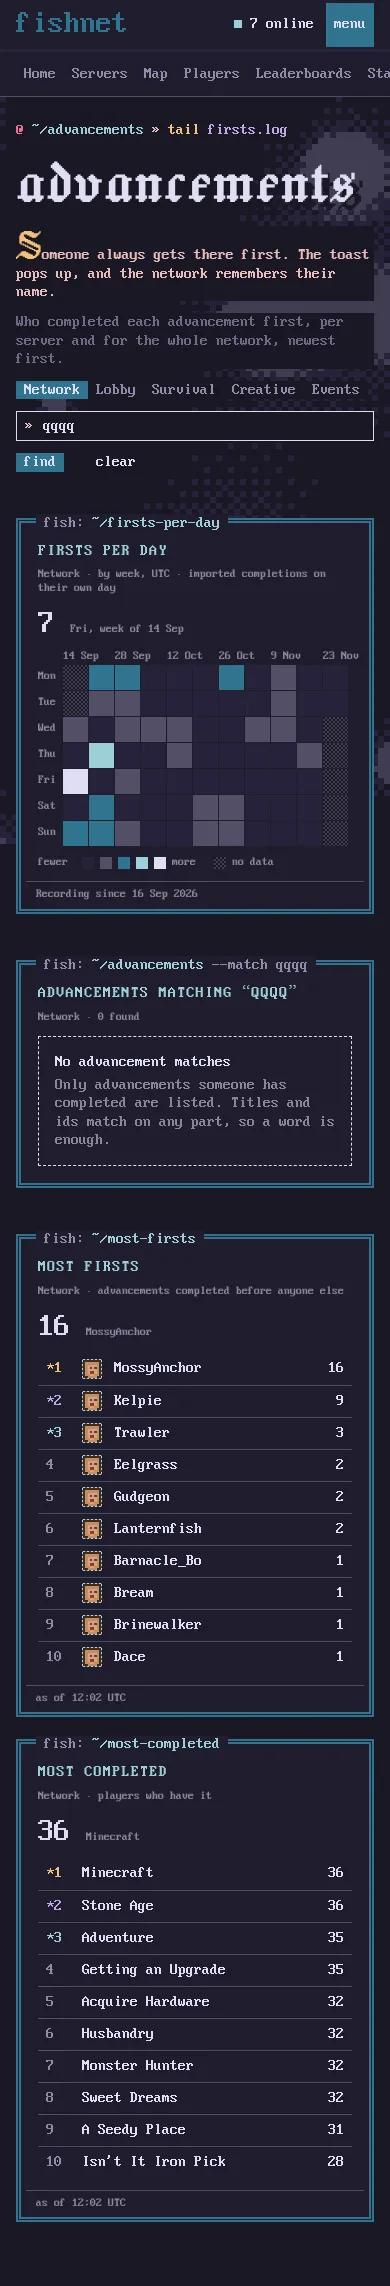 fishnet
7 online
menu
Home Servers Map Players Leaderboards Sta
@ ~/advancements » tail firsts.log
advancements
Someone always gets there first. The toast
pops up, and the network remembers their
name.
Who completed each advancement first, per
server and for the whole network, newest
first.
Network Lobby Survival Creative Events
» qqqq
find clear
fish: ~/firsts-per-day
FIRSTS PER DAY
Network · by week, UTC · imported completions on
their own day
7 Fri, week of 14 Sep
14 Sep 28 Sep 12 Oct 26 Oct 9 Nov 23 Nov
Mon
Tue
Wed
Thu
Fri
Sat
Sun
fewer more no data
Recording since 16 Sep 2026
fish: ~/advancements --match qqqq
ADVANCEMENTS MATCHING “QQQQ”
Network · 0 found
No advancement matches
Only advancements someone has
completed are listed. Titles and
ids match on any part, so a word is
enough.
fish: ~/most-firsts
MOST FIRSTS
Network · advancements completed before anyone else
16 MossyAnchor
*1 MossyAnchor 16
*2 Kelpie 9
*3 Trawler 3
4 Eelgrass 2
5 Gudgeon 2
6 Lanternfish 2
7 Barnacle_Bo 1
8 Bream 1
9 Brinewalker 1
10 Dace 1
as of 12:02 UTC
fish: ~/most-completed
MOST COMPLETED
Network · players who have it
36 Minecraft
*1 Minecraft 36
*2 Stone Age 36
*3 Adventure 35
4 Getting an Upgrade 35
5 Acquire Hardware 32
6 Husbandry 32
7 Monster Hunter 32
8 Sweet Dreams 32
9 A Seedy Place 31
10 Isn't It Iron Pick 28
as of 12:02 UTC